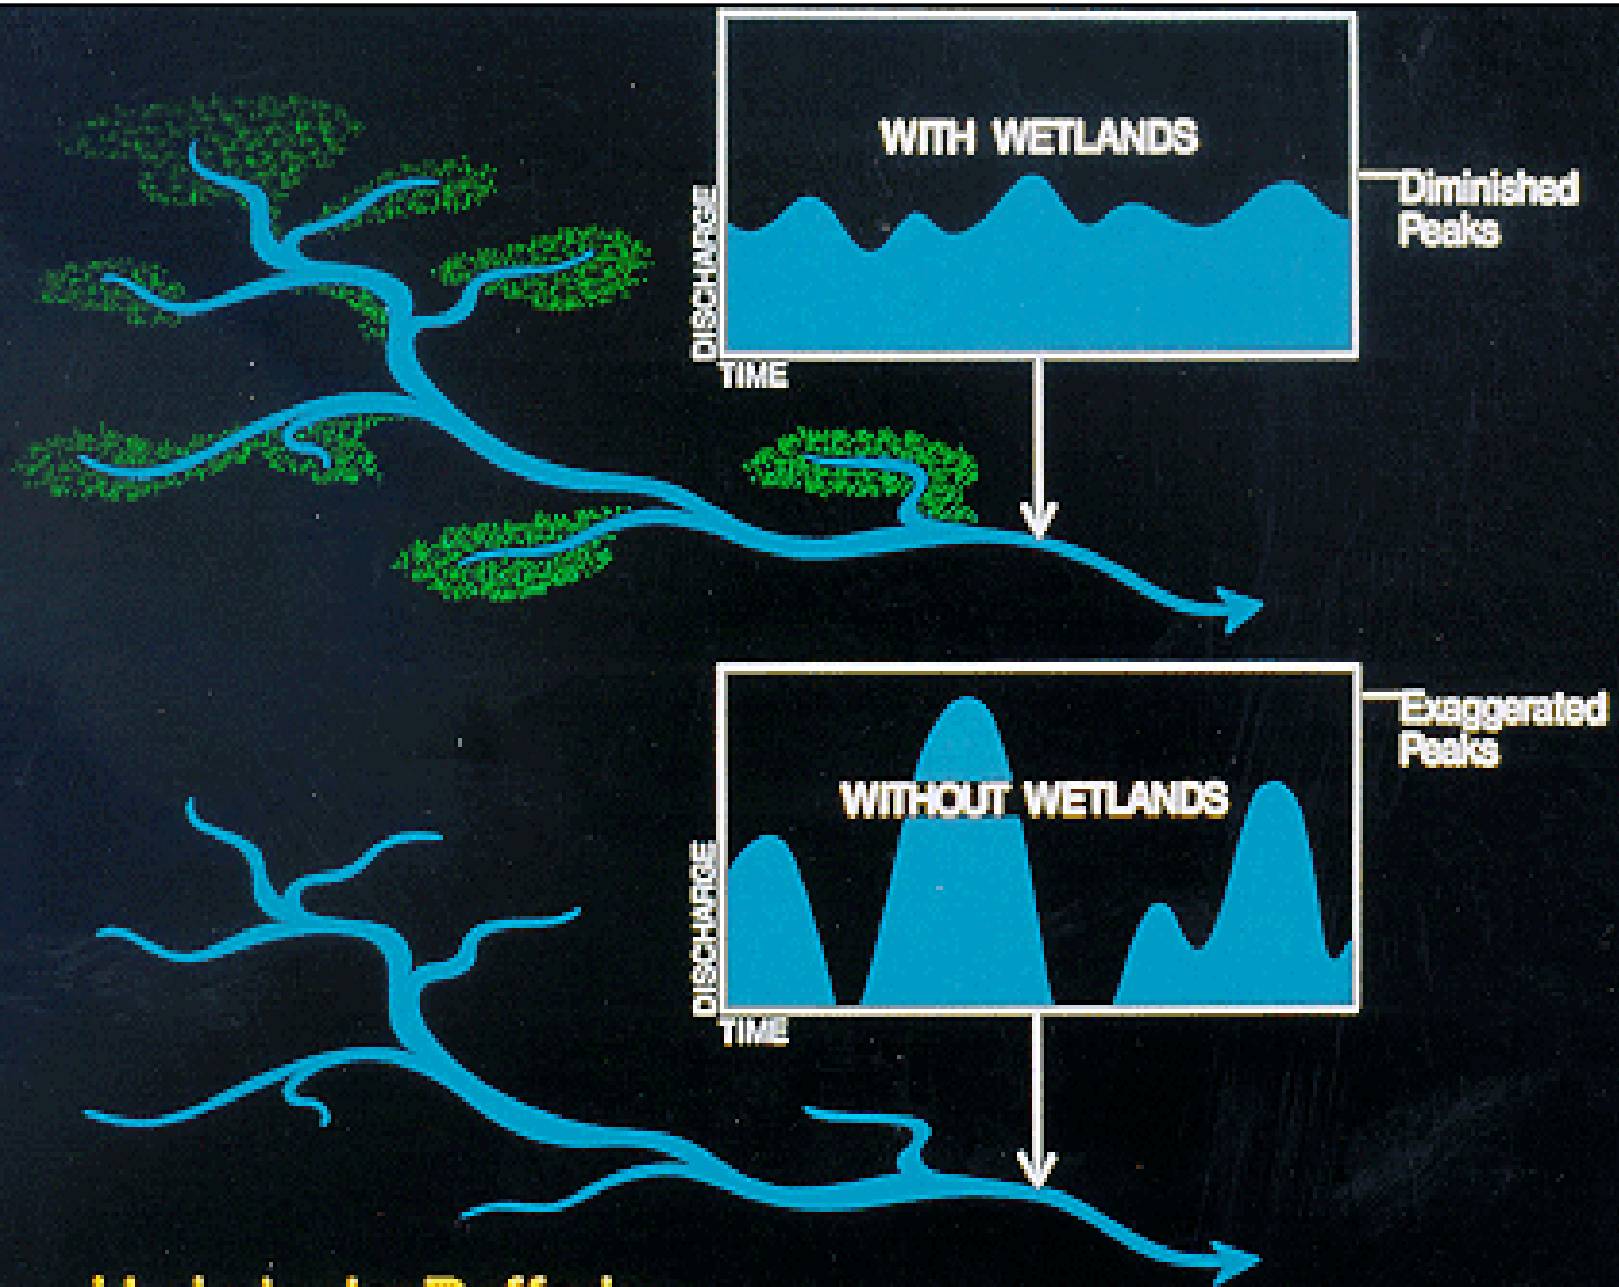 WITH WETLANDS
DISCHARGE
TIME
Diminished
Peaks
WITHOUT WETLANDS
DISCHARGE
TIME
Exaggerated
Peaks